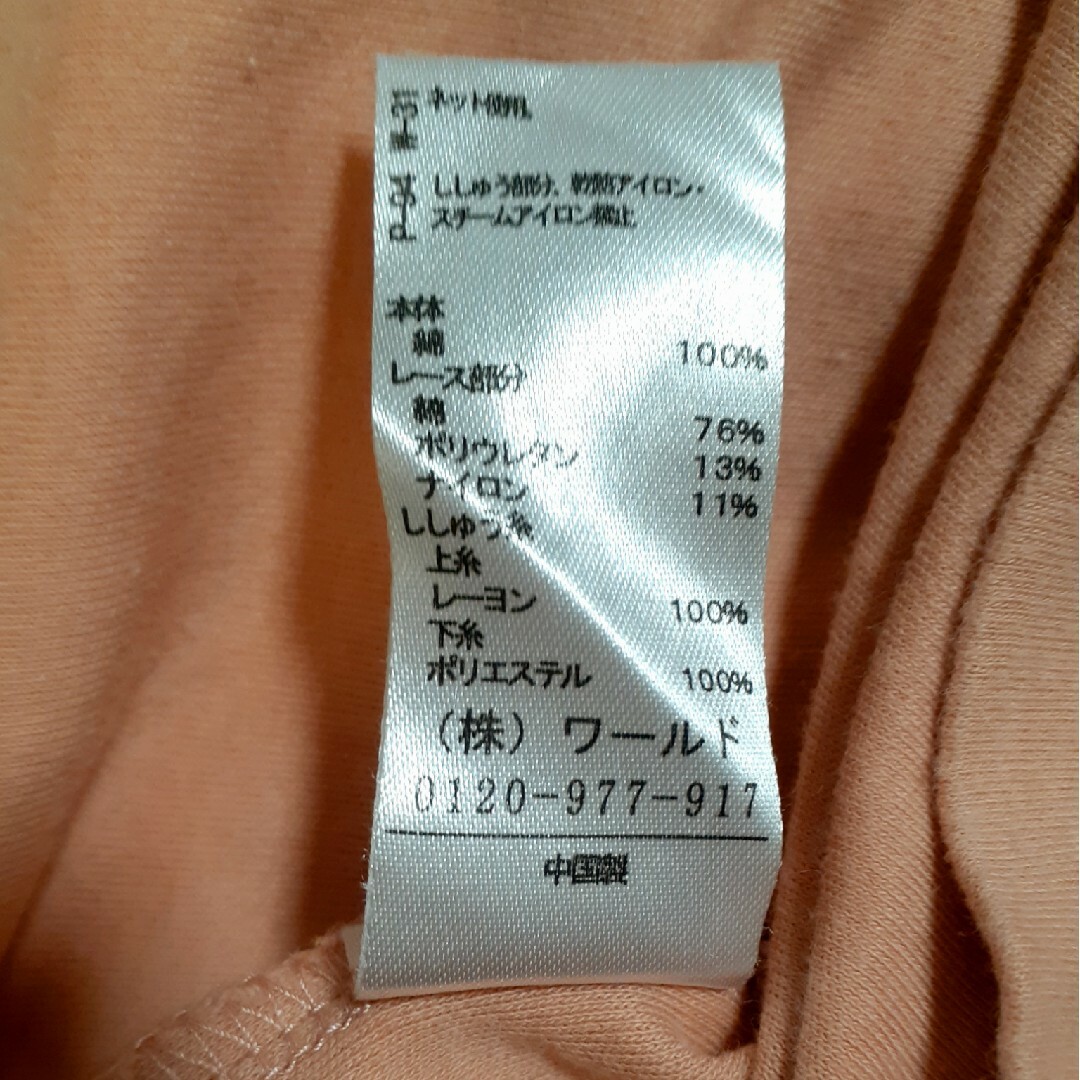 ネット使用。
ししゅう部分、乾熱アイロン・
スチームアイロン禁止
本体
綿 100%
レース部分
綿 76%
ポリウレタン 13%
ナイロン 11%
ししゅう糸
上糸
レーヨン 100%
下糸
ポリエステル 100%
（株）ワールド
0120-977-917
中国製